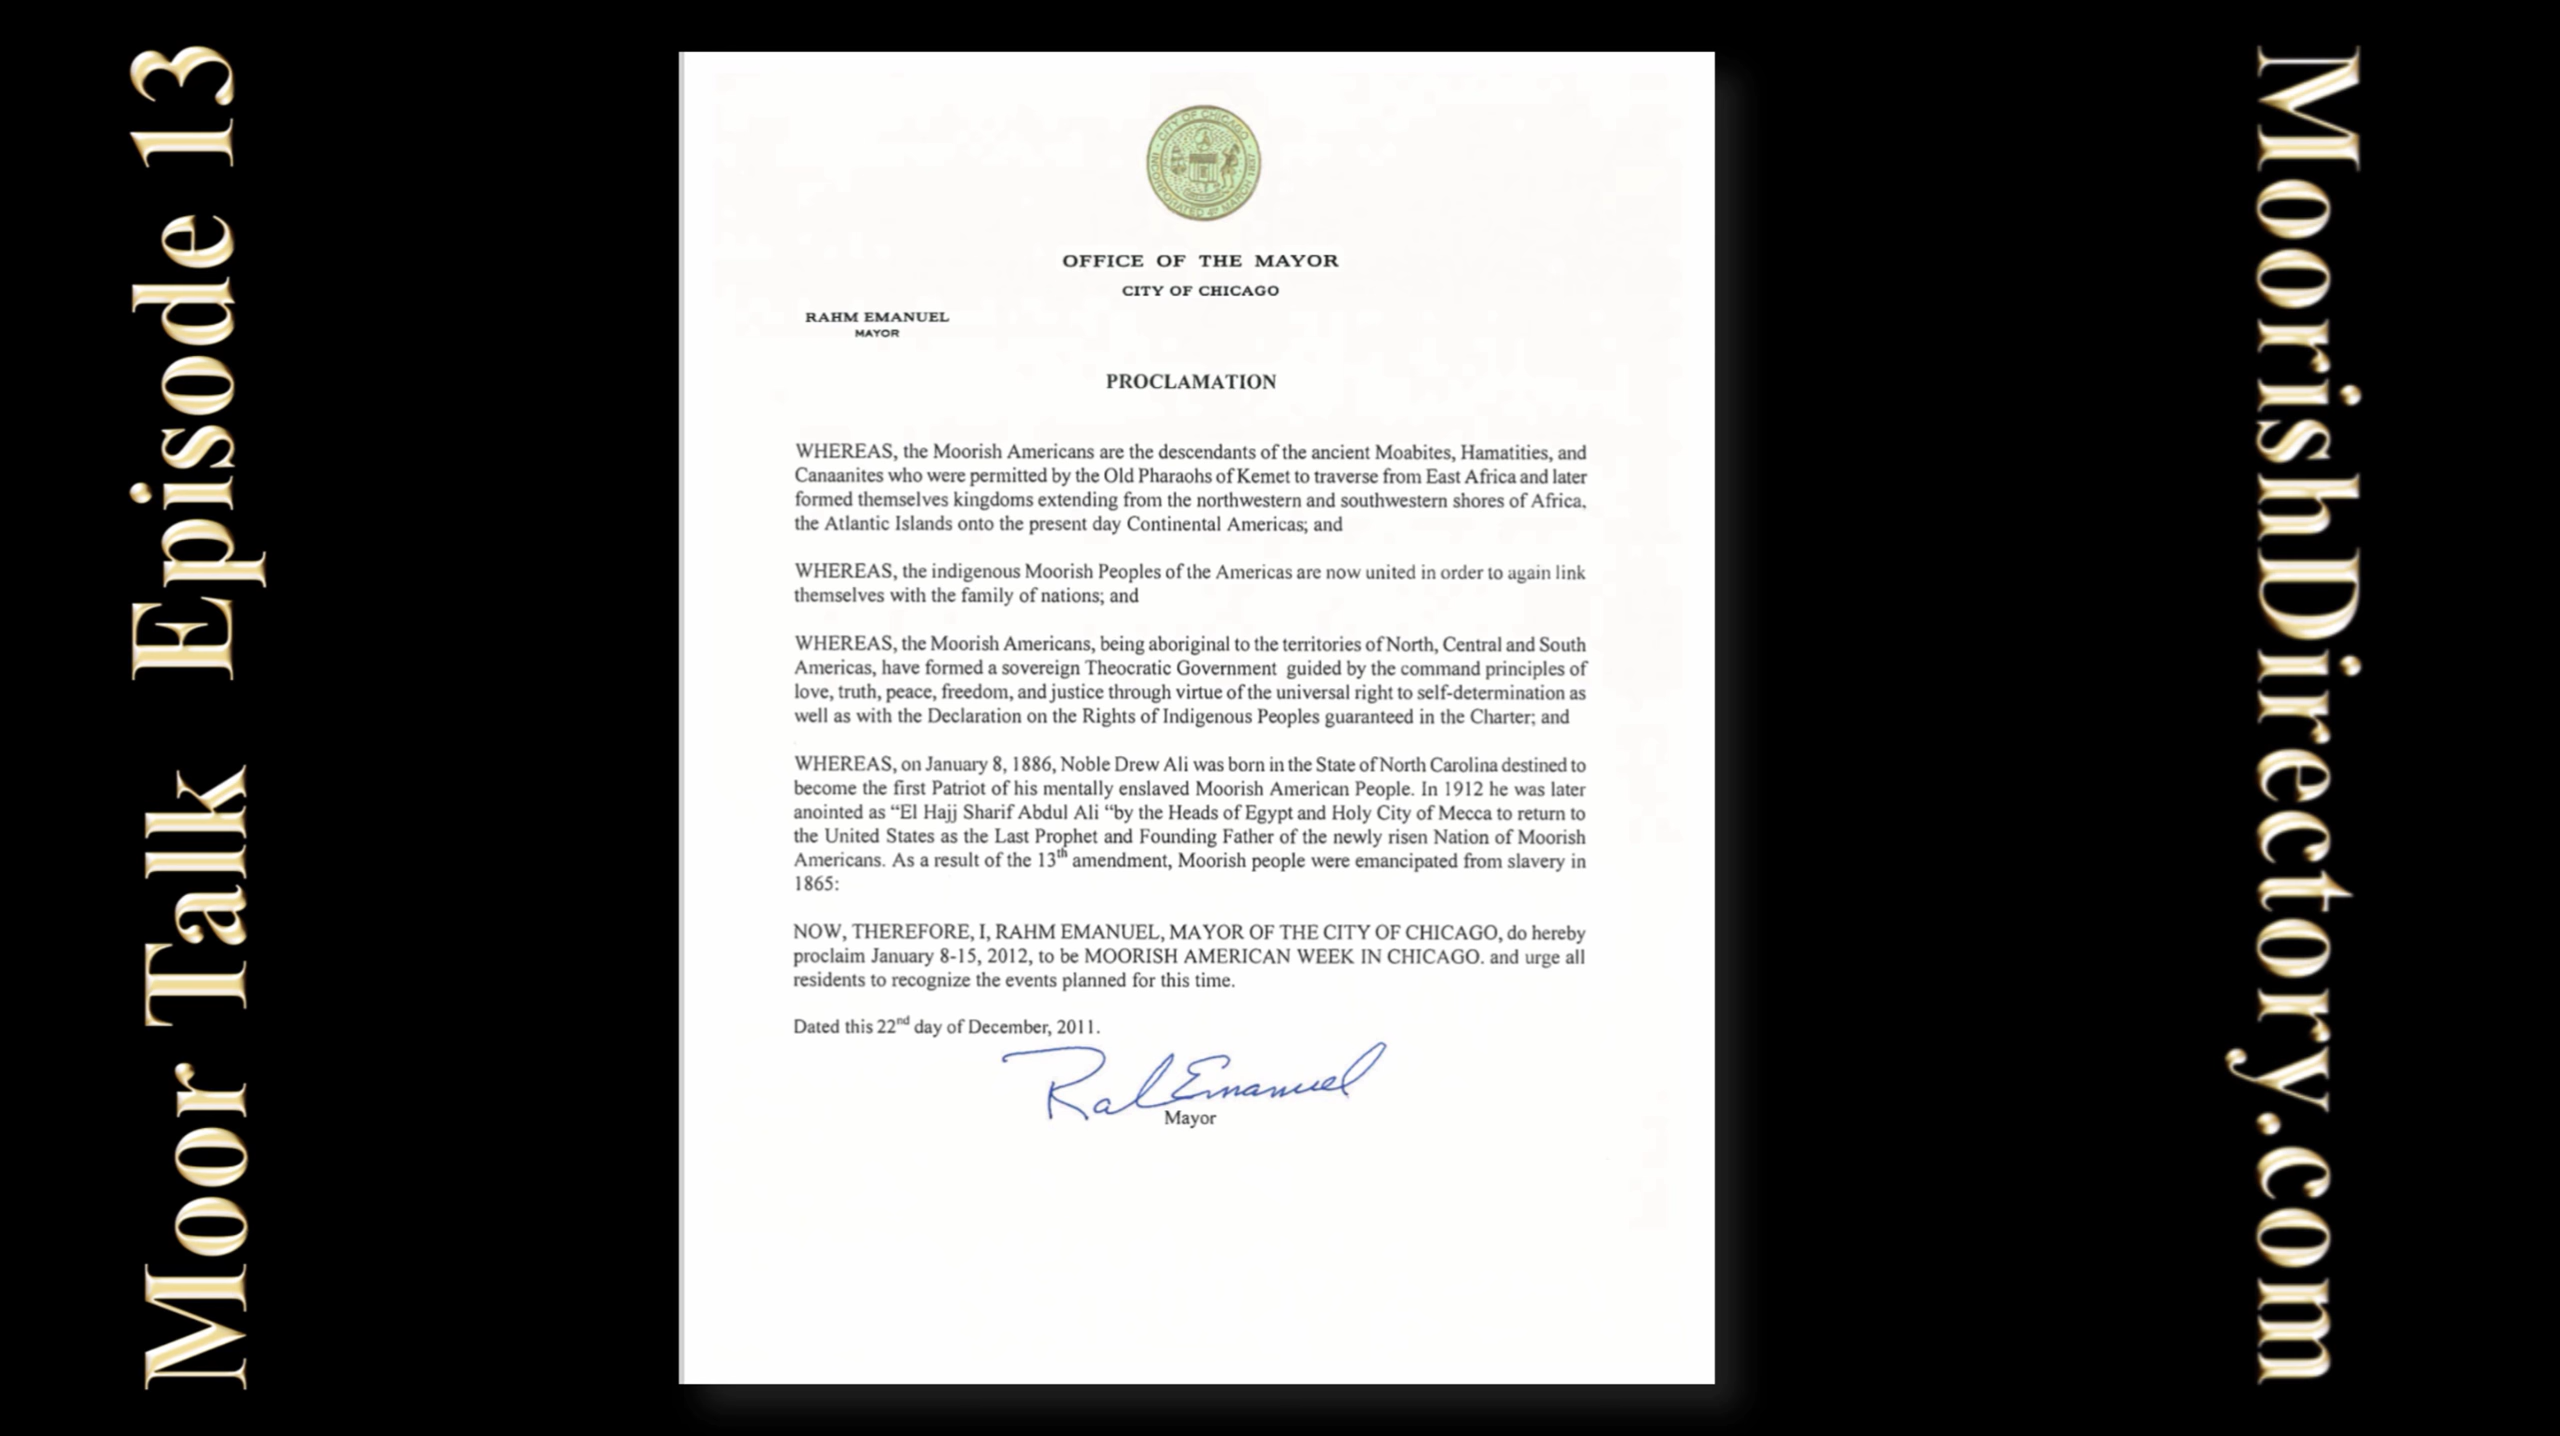 Moor Talk Episode 13
CITY OF CHICAGO
INCORPORATED 4th MARCH 1837
OFFICE OF THE MAYOR
CITY OF CHICAGO
RAHM EMANUEL
MAYOR
PROCLAMATION
WHEREAS, the Moorish Americans are the descendants of the ancient Moabites, Hamatities, and
Canaanites who were permitted by the Old Pharaohs of Kemet to traverse from East Africa and later
formed themselves kingdoms extending from the northwestern and southwestern shores of Africa,
the Atlantic Islands onto the present day Continental Americas; and
WHEREAS, the indigenous Moorish Peoples of the Americas are now united in order to again link
themselves with the family of nations; and
WHEREAS, the Moorish Americans, being aboriginal to the territories of North, Central and South
Americas, have formed a sovereign Theocratic Government guided by the command principles of
love, truth, peace, freedom, and justice through virtue of the universal right to self-determination as
well as with the Declaration on the Rights of Indigenous Peoples guaranteed in the Charter; and
WHEREAS, on January 8, 1886, Noble Drew Ali was born in the State of North Carolina destined to
become the first Patriot of his mentally enslaved Moorish American People. In 1912 he was later
anointed as “El Hajj Sharif Abdul Ali “by the Heads of Egypt and Holy City of Mecca to return to
the United States as the Last Prophet and Founding Father of the newly risen Nation of Moorish
Americans. As a result of the 13th amendment, Moorish people were emancipated from slavery in
1865:
NOW, THEREFORE, I, RAHM EMANUEL, MAYOR OF THE CITY OF CHICAGO, do hereby
proclaim January 8-15, 2012, to be MOORISH AMERICAN WEEK IN CHICAGO. and urge all
residents to recognize the events planned for this time.
Dated this 22nd day of December, 2011.
Rahm Emanuel
Mayor
MoorishDirectory.com